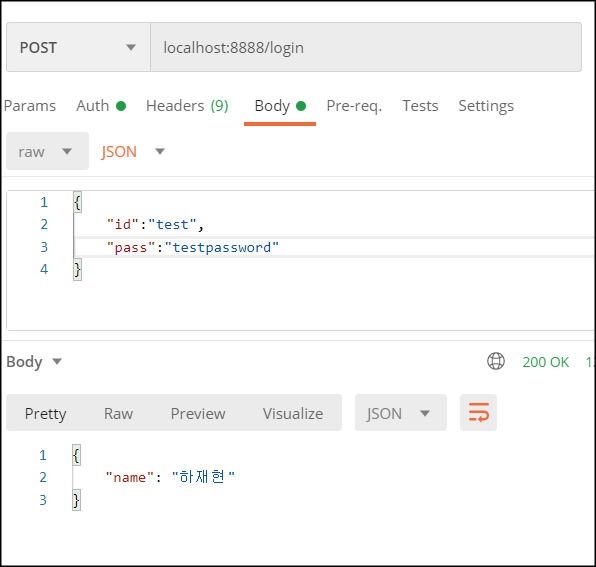 POST localhost:8888/login
Params Auth Headers (9) Body Pre-req. Tests Settings
raw JSON
1 {
2 "id":"test",
3 "pass":"testpassword"
4 }
Body 200 OK 1.
Pretty Raw Preview Visualize JSON
1 {
2 "name": "하재현"
3 }